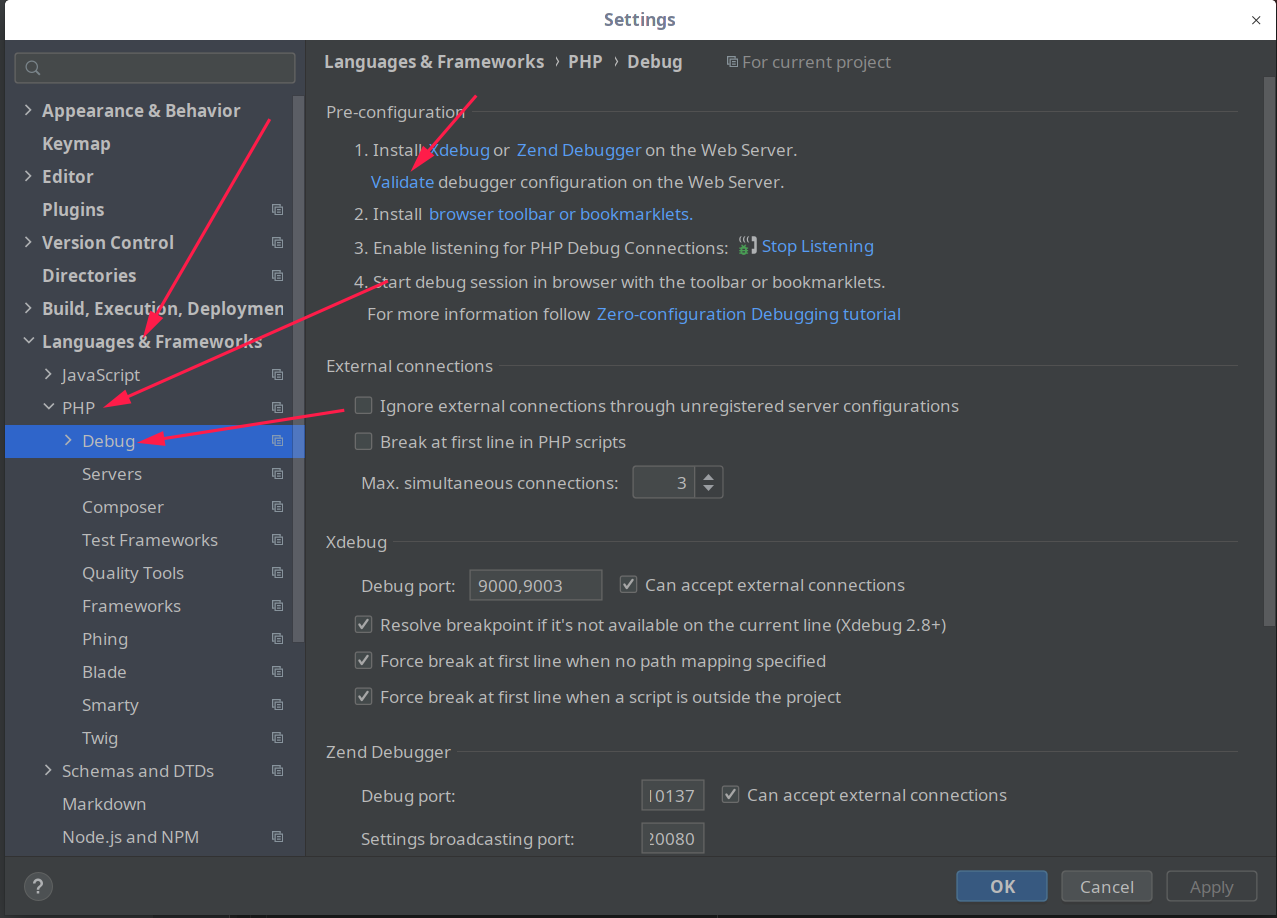 Settings
Languages & Frameworks › PHP › Debug For current project
Appearance & Behavior
Keymap
Editor
Plugins
Version Control
Directories
Build, Execution, Deploymen
Languages & Frameworks
JavaScript
PHP
Debug
Servers
Composer
Test Frameworks
Quality Tools
Frameworks
Phing
Blade
Smarty
Twig
Schemas and DTDs
Markdown
Node.js and NPM
Pre-configuration
1. Install Xdebug or Zend Debugger on the Web Server.
Validate debugger configuration on the Web Server.
2. Install browser toolbar or bookmarklets.
3. Enable listening for PHP Debug Connections: Stop Listening
4. Start debug session in browser with the toolbar or bookmarklets.
For more information follow Zero-configuration Debugging tutorial
External connections
Ignore external connections through unregistered server configurations
Break at first line in PHP scripts
Max. simultaneous connections: 3
Xdebug
Debug port: 9000,9003 Can accept external connections
Resolve breakpoint if it's not available on the current line (Xdebug 2.8+)
Force break at first line when no path mapping specified
Force break at first line when a script is outside the project
Zend Debugger
Debug port: 10137 Can accept external connections
Settings broadcasting port: 20080
? OK Cancel Apply